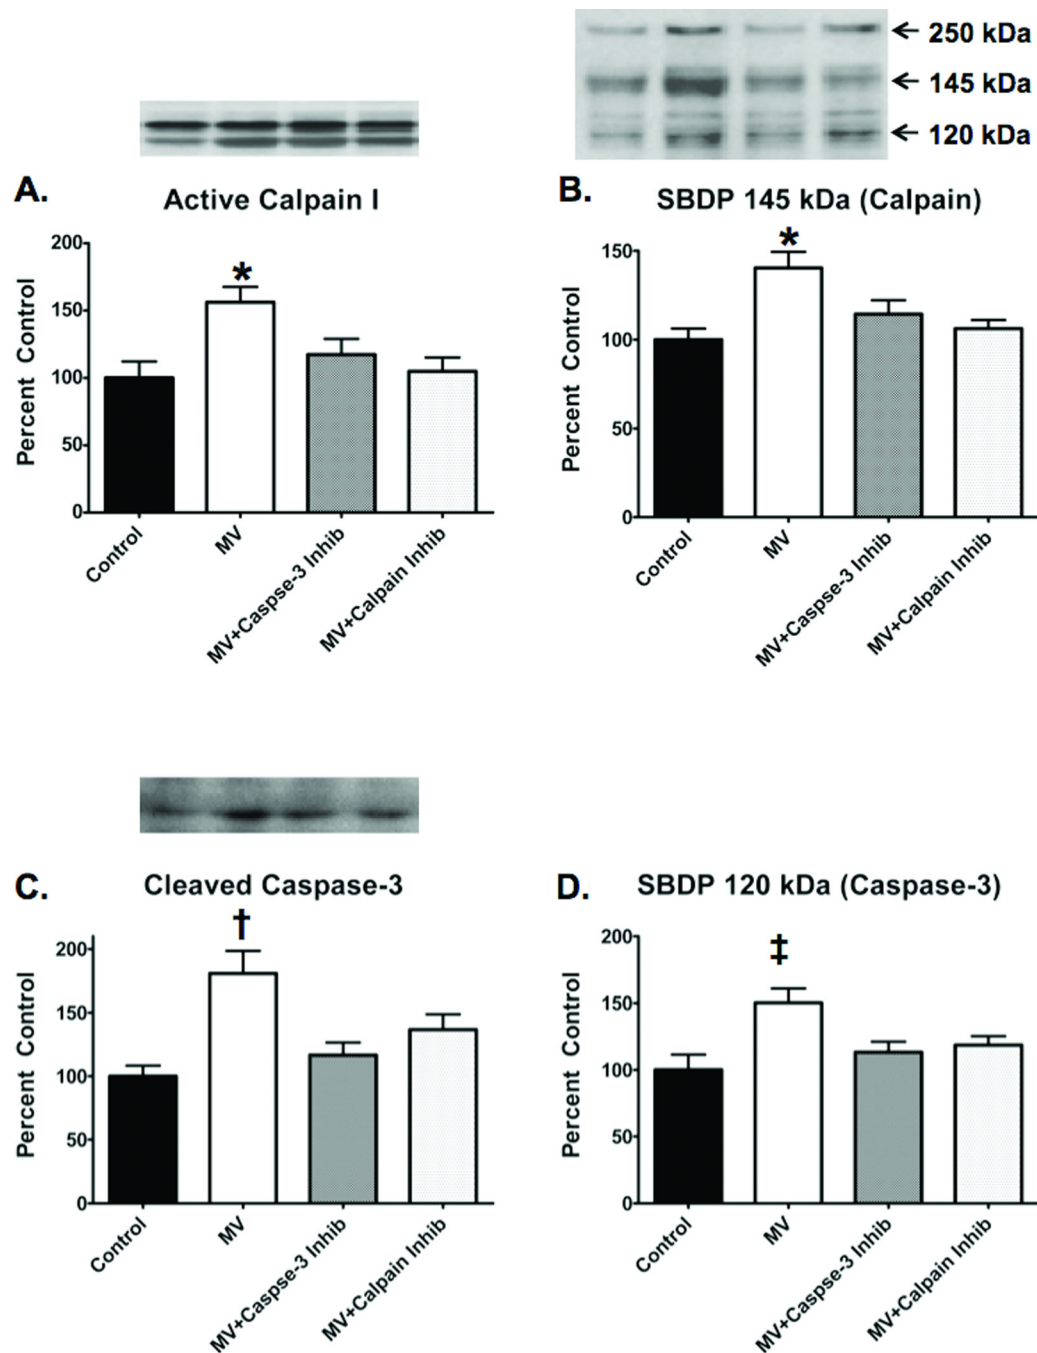 250 kDa
145 kDa
120 kDa
A.
Active Calpain I
Percent Control
200
150
100
50
0
*
Control
MV
MV+Caspse-3 Inhib
MV+Calpain Inhib
B.
SBDP 145 kDa (Calpain)
Percent Control
150
100
50
0
*
Control
MV
MV+Caspse-3 Inhib
MV+Calpain Inhib
C.
Cleaved Caspase-3
Percent Control
200
150
100
50
0
†
Control
MV
MV+Caspse-3 Inhib
MV+Calpain Inhib
D.
SBDP 120 kDa (Caspase-3)
Percent Control
200
150
100
50
0
‡
Control
MV
MV+Caspse-3 Inhib
MV+Calpain Inhib